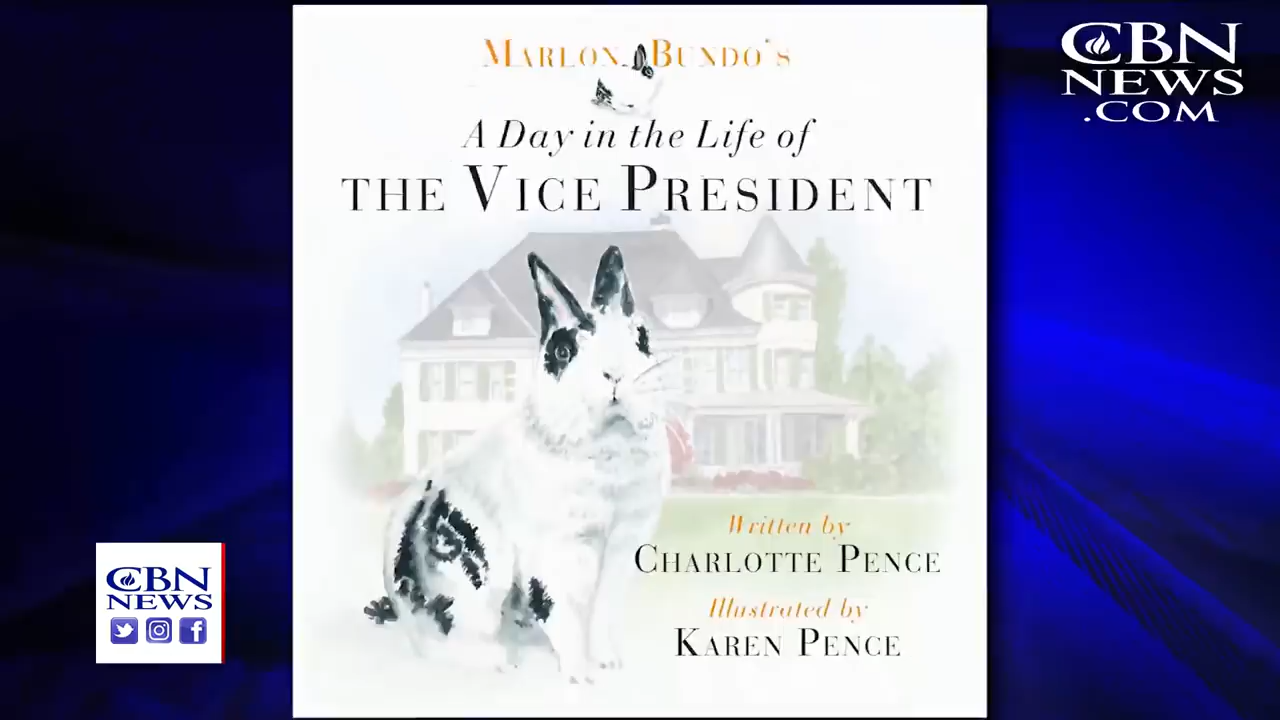 MARLON BUNDO'S
A Day in the Life of
THE VICE PRESIDENT
Written by
CHARLOTTE PENCE
Illustrated by
KAREN PENCE
CBN
NEWS
.COM
CBN
NEWS